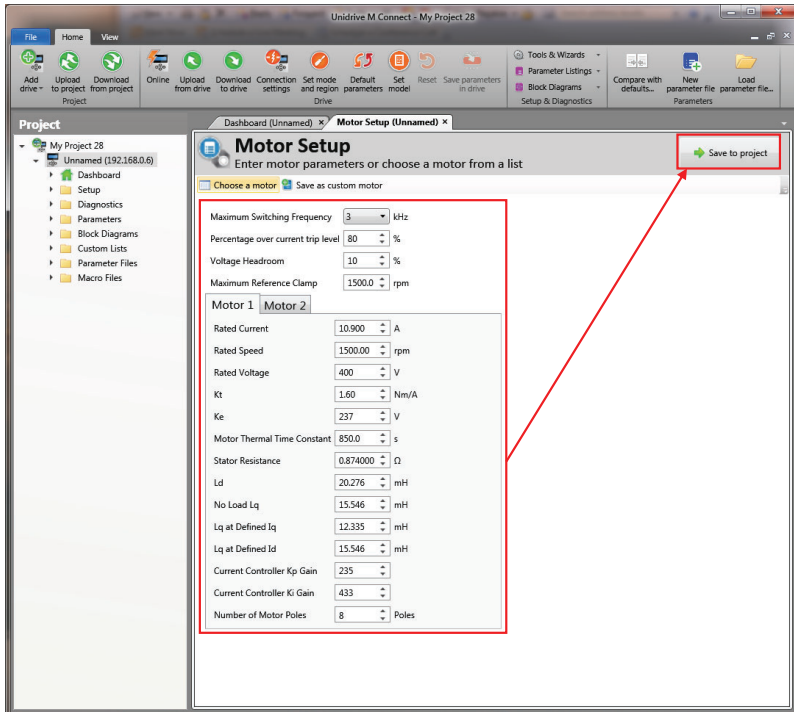 Unidrive M Connect - My Project 28
File Home View
Add drive Upload to project Download from project Online Upload from drive Download to drive Connection settings Set mode and region Default parameters Set model Reset Save parameters in drive Tools & Wizards Parameter Listings Block Diagrams Compare with defaults... New parameter file Load parameter file...
Project Drive Setup & Diagnostics Parameters
Project
My Project 28
Unnamed (192.168.0.6)
Dashboard
Setup
Diagnostics
Parameters
Block Diagrams
Custom Lists
Parameter Files
Macro Files
Dashboard (Unnamed) × Motor Setup (Unnamed) ×
Motor Setup
Enter motor parameters or choose a motor from a list
Save to project
Choose a motor Save as custom motor
Maximum Switching Frequency 3 kHz
Percentage over current trip level 80 %
Voltage Headroom 10 %
Maximum Reference Clamp 1500.0 rpm
Motor 1 Motor 2
Rated Current 10.900 A
Rated Speed 1500.00 rpm
Rated Voltage 400 V
Kt 1.60 Nm/A
Ke 237 V
Motor Thermal Time Constant 850.0 s
Stator Resistance 0.874000 Ω
Ld 20.276 mH
No Load Lq 15.546 mH
Lq at Defined Iq 12.335 mH
Lq at Defined Id 15.546 mH
Current Controller Kp Gain 235
Current Controller Ki Gain 433
Number of Motor Poles 8 Poles